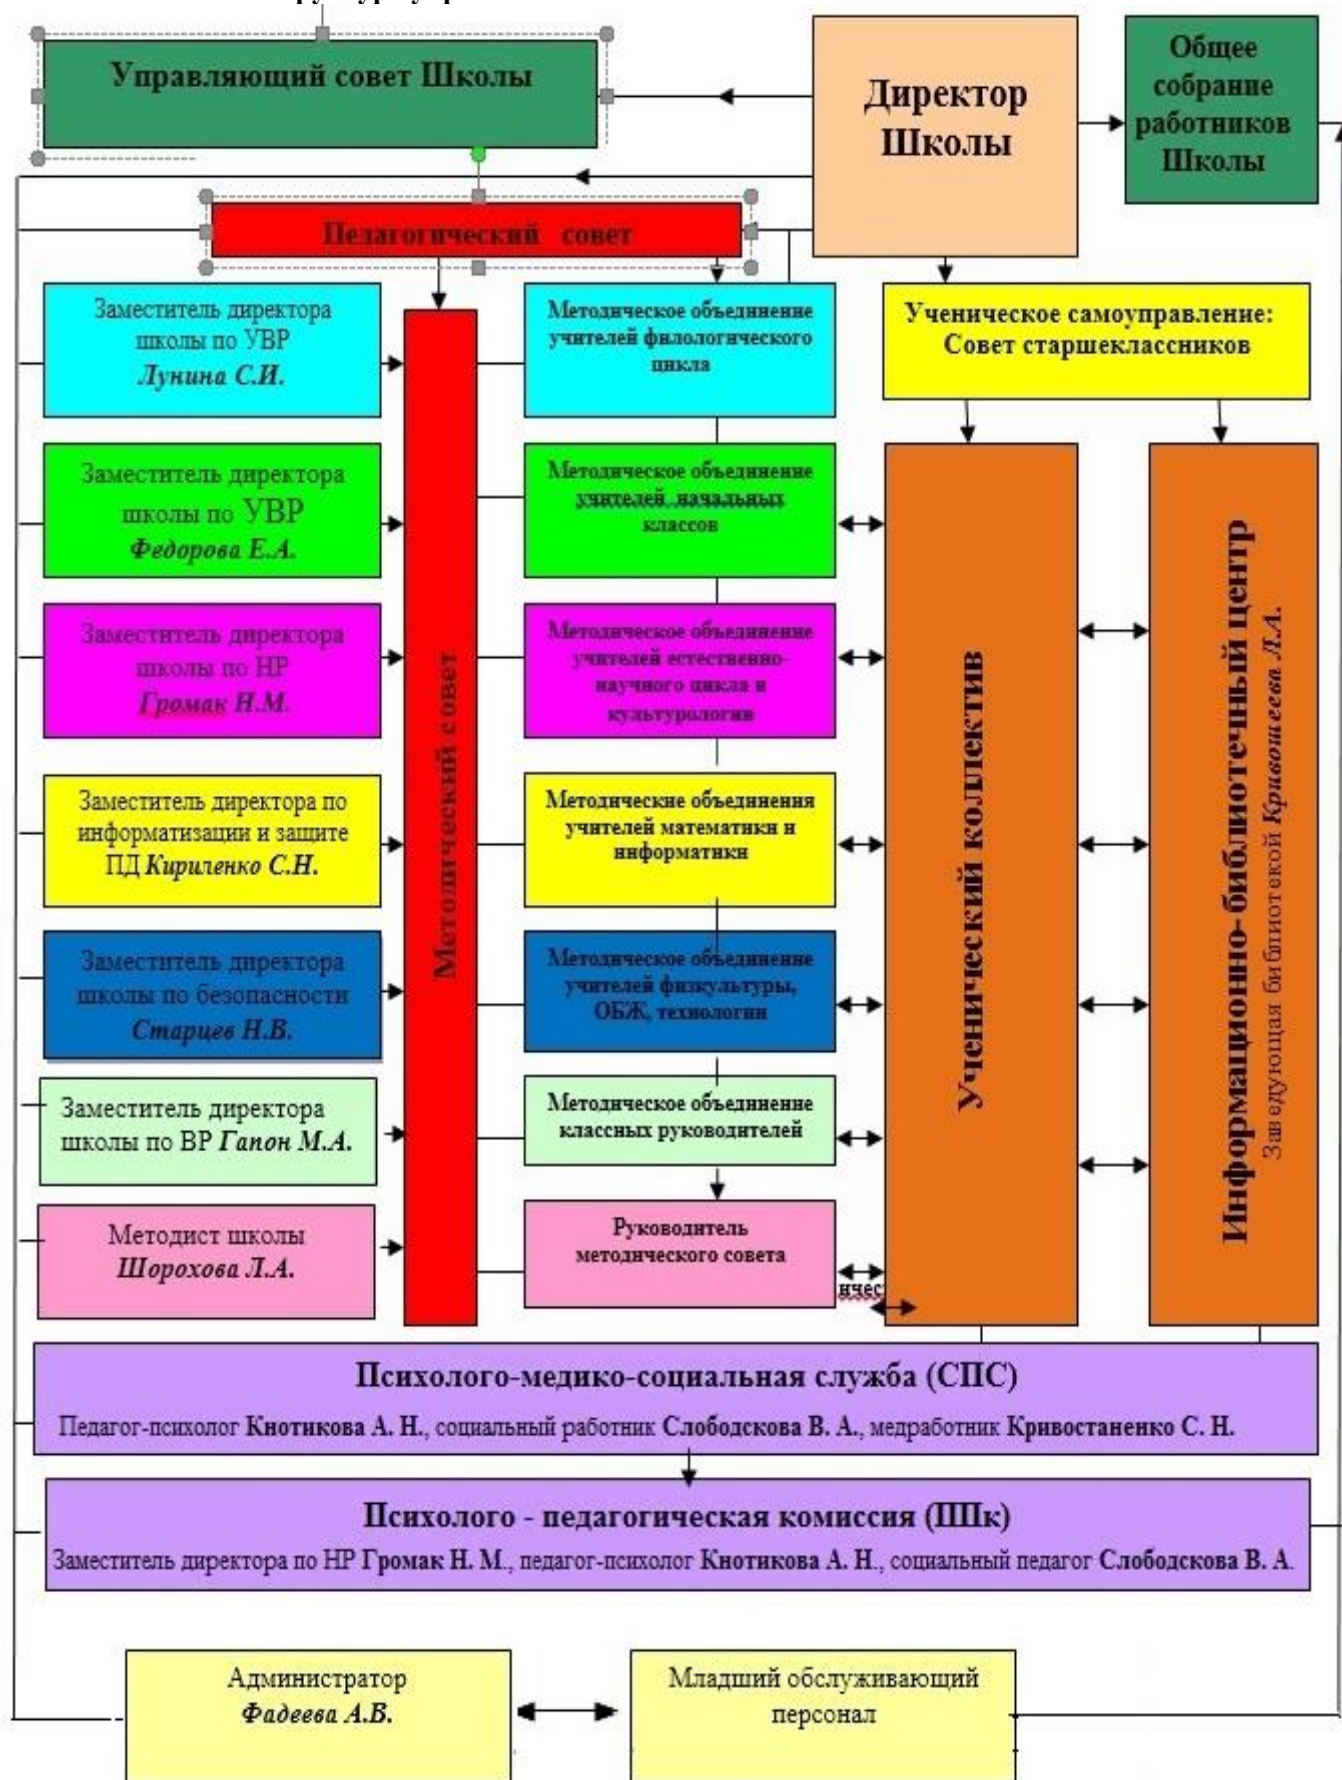 Управляющий совет Школы
Директор
Школы
Общее
собрание
работников
Школы
Педагогический совет
Заместитель директора
школы по УВР
Лунина С.И.
Методическое объединение
учителей филологического
цикла
Ученическое самоуправление:
Совет старшеклассников
Заместитель директора
школы по УВР
Федорова Е.А.
Методическое объединение
учителей начальных
классов
Заместитель директора
школы по НР
Громак Н.М.
Методическое объединение
учителей естественно-
научного цикла и
культурологии
Заместитель директора по
информатизации и защите
ПД Кириленко С.Н.
Методические объединения
учителей математики и
информатики
Заместитель директора
школы по безопасности
Старцев Н.В.
Методическое объединение
учителей физкультуры,
ОБЖ, технологии
Заместитель директора
школы по ВР Гапон М.А.
Методическое объединение
классных руководителей
Методист школы
Шорохова Л.А.
Руководитель
методического совета
Методический совет
Ученический коллектив
Информационно-библиотечный центр
Заведующая библиотекой Кривошеева Л.А.
Психолого-медико-социальная служба (СПС)
Педагог-психолог Кнотикова А. Н., социальный работник Слободскова В. А., медработник Кривостаненко С. Н.
Психолого - педагогическая комиссия (ППк)
Заместитель директора по НР Громак Н. М., педагог-психолог Кнотикова А. Н., социальный педагог Слободскова В. А.
Администратор
Фадеева А.В.
Младший обслуживающий
персонал